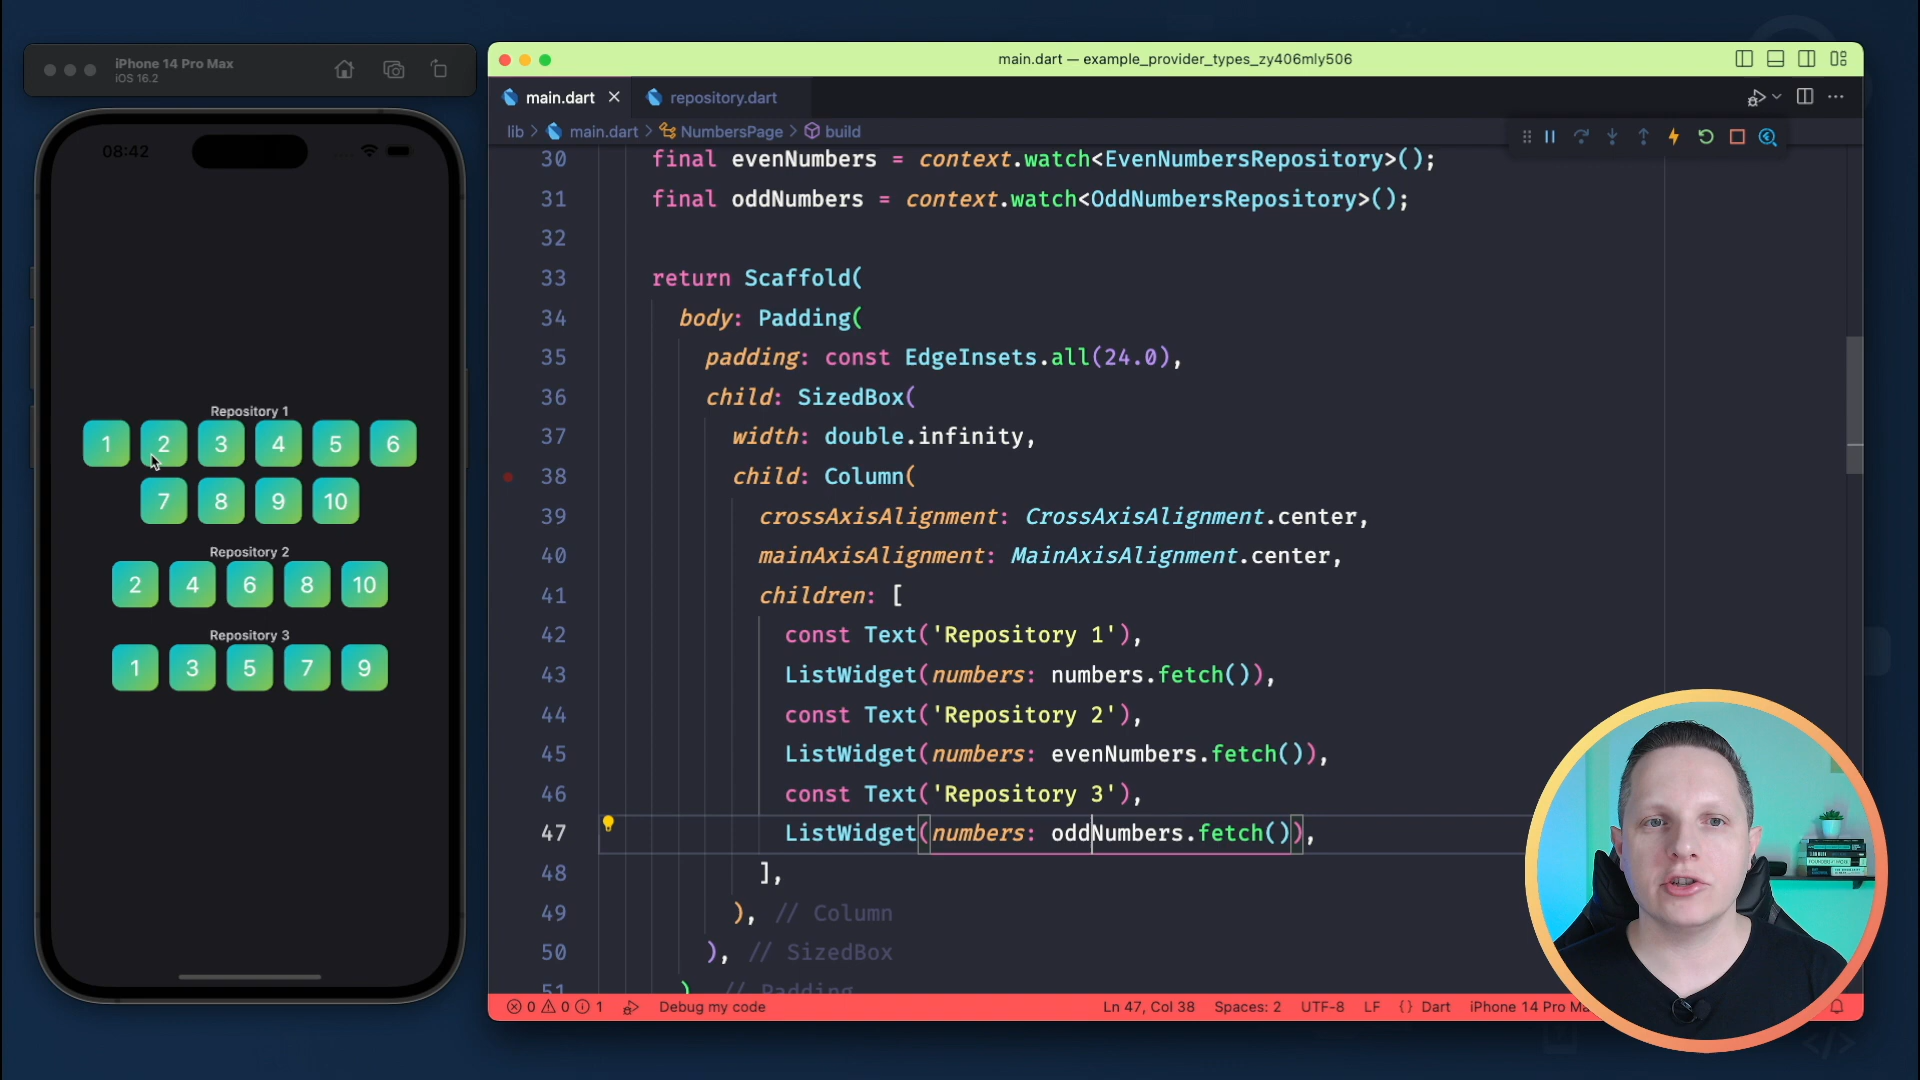 iPhone 14 Pro Max
iOS 16.2
08:42
Repository 1
1 2 3 4 5 6
7 8 9 10
Repository 2
2 4 6 8 10
Repository 3
1 3 5 7 9
main.dart — example_provider_types_zy406mly506
main.dart
repository.dart
lib > main.dart > NumbersPage > build
30 final evenNumbers = context.watch<EvenNumbersRepository>();
31 final oddNumbers = context.watch<OddNumbersRepository>();
32
33 return Scaffold(
34 body: Padding(
35 padding: const EdgeInsets.all(24.0),
36 child: SizedBox(
37 width: double.infinity,
38 child: Column(
39 crossAxisAlignment: CrossAxisAlignment.center,
40 mainAxisAlignment: MainAxisAlignment.center,
41 children: [
42 const Text('Repository 1'),
43 ListWidget(numbers: numbers.fetch()),
44 const Text('Repository 2'),
45 ListWidget(numbers: evenNumbers.fetch()),
46 const Text('Repository 3'),
47 ListWidget(numbers: oddNumbers.fetch()),
48 ],
49 ), // Column
50 ), // SizedBox
51 ) // Padding
0 0 1 Debug my code Ln 47, Col 38 Spaces: 2 UTF-8 LF {} Dart iPhone 14 Pro Ma